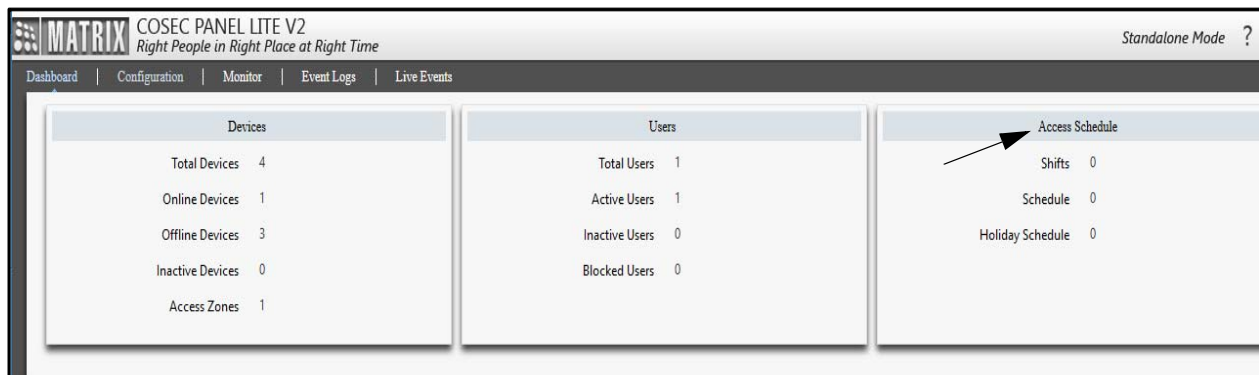 MATRIX COSEC PANEL LITE V2
Right People in Right Place at Right Time
Standalone Mode ?
Dashboard | Configuration | Monitor | Event Logs | Live Events
Devices
Total Devices 4
Online Devices 1
Offline Devices 3
Inactive Devices 0
Access Zones 1
Users
Total Users 1
Active Users 1
Inactive Users 0
Blocked Users 0
Access Schedule
Shifts 0
Schedule 0
Holiday Schedule 0